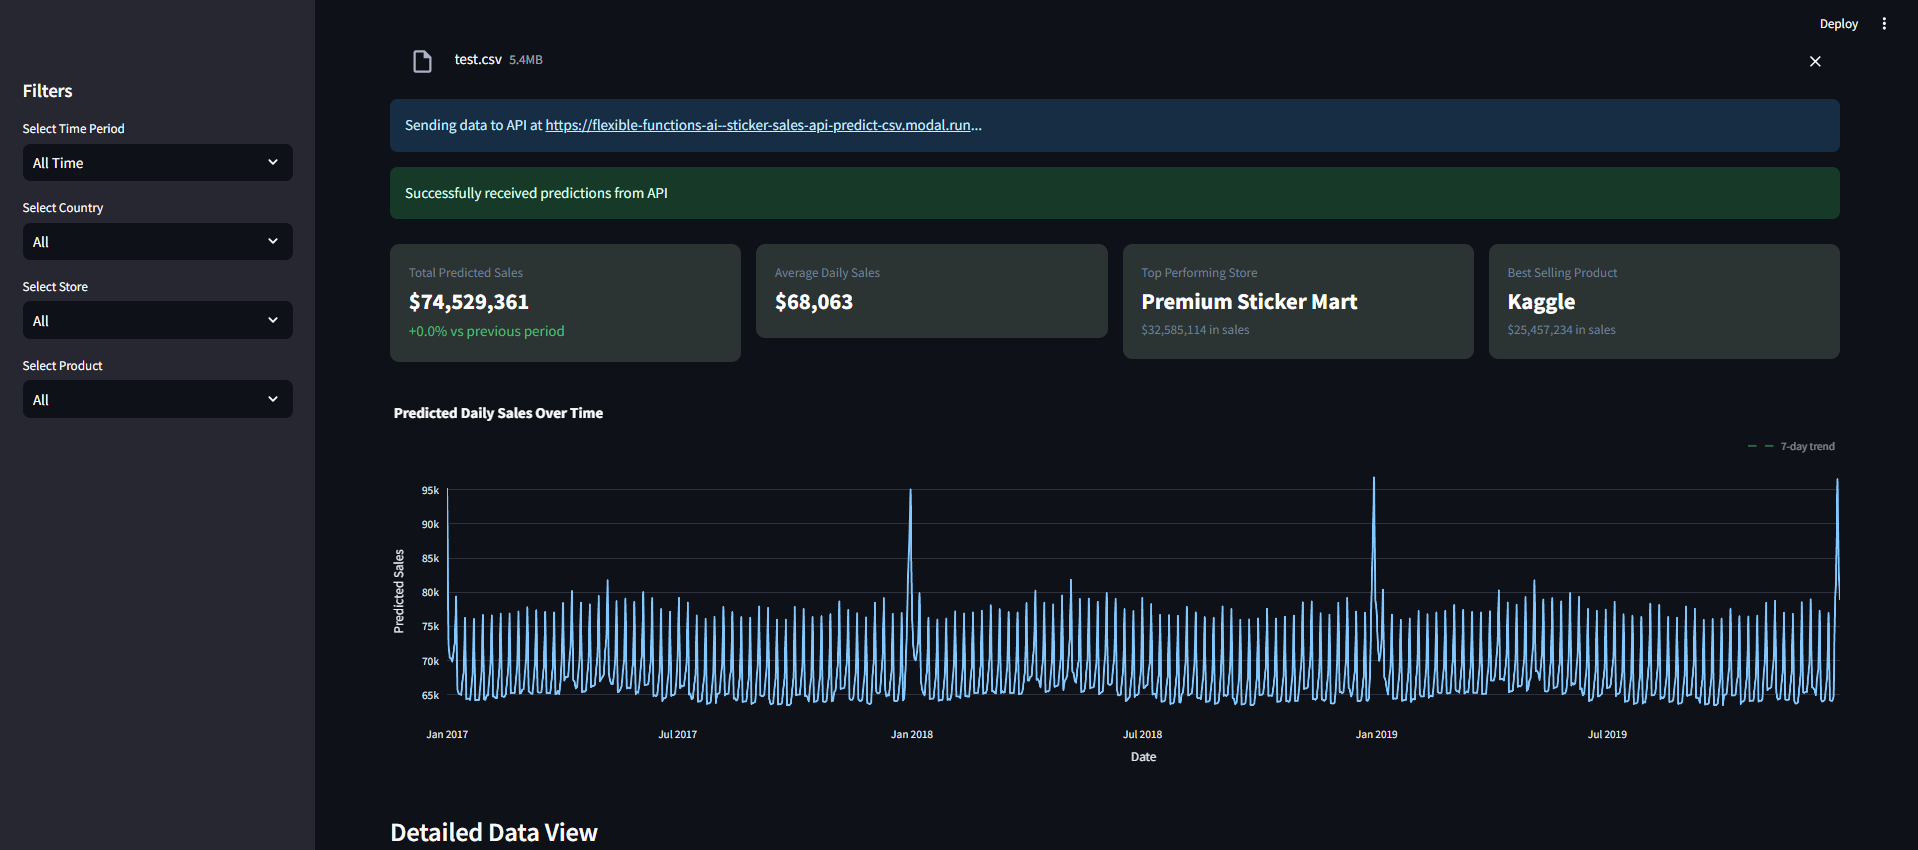 Deploy
test.csv 5.4MB
Filters
Select Time Period
All Time
Select Country
All
Select Store
All
Select Product
All
Sending data to API at https://flexible-functions-ai--sticker-sales-api-predict-csv.modal.run...
Successfully received predictions from API
Total Predicted Sales
$74,529,361
+0.0% vs previous period
Average Daily Sales
$68,063
Top Performing Store
Premium Sticker Mart
$32,585,114 in sales
Best Selling Product
Kaggle
$25,457,234 in sales
Predicted Daily Sales Over Time
7-day trend
Predicted Sales
95k
90k
85k
80k
75k
70k
65k
Jan 2017 Jul 2017 Jan 2018 Jul 2018 Jan 2019 Jul 2019
Date
Detailed Data View